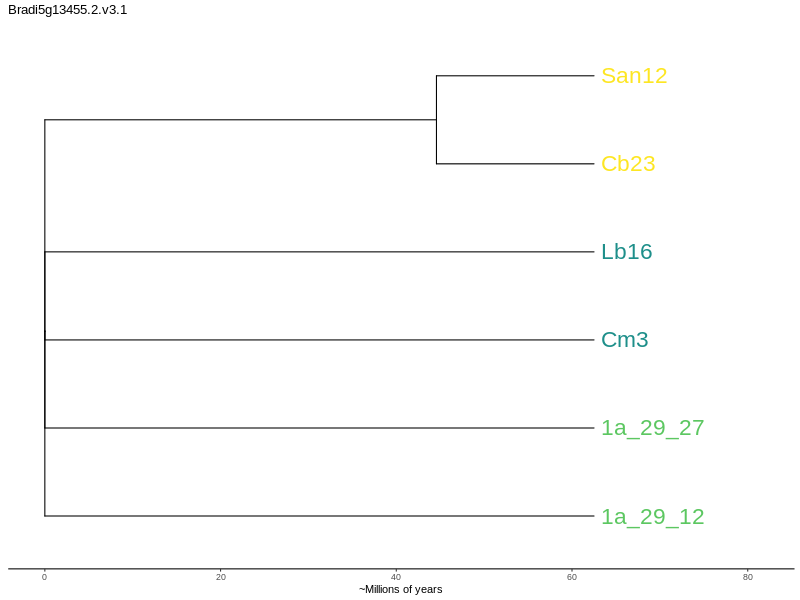 Bradi5g13455.2.v3.1
San12
Cb23
Lb16
Cm3
1a_29_27
1a_29_12
0 20 40 60 80
~Millions of years